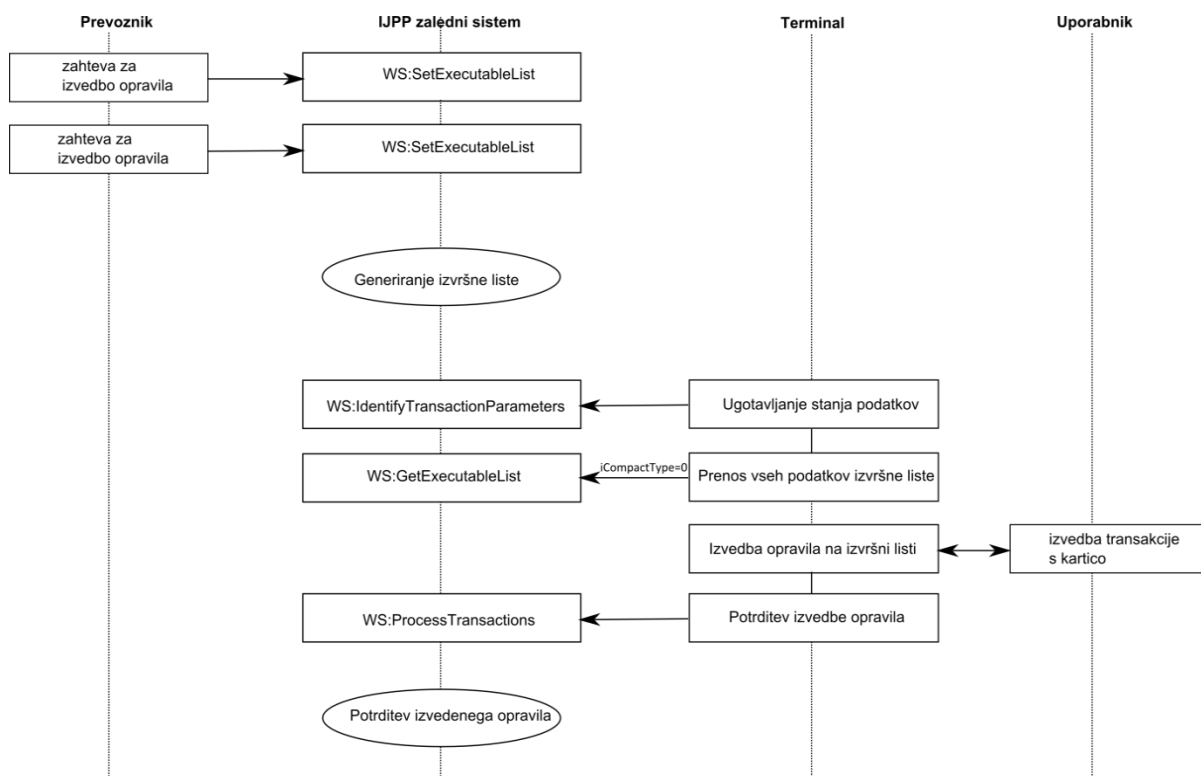 Prevoznik
IJPP zaledni sistem
Terminal
Uporabnik
zahteva za
izvedbo opravila
WS:SetExecutableList
zahteva za
izvedbo opravila
WS:SetExecutableList
Generiranje izvršne liste
WS:IdentifyTransactionParameters
Ugotavljanje stanja podatkov
WS:GetExecutableList
iCompactType=0
Prenos vseh podatkov izvršne liste
Izvedba opravila na izvršni listi
izvedba transakcije
s kartico
WS:ProcessTransactions
Potrditev izvedbe opravila
Potrditev izvedenega opravila